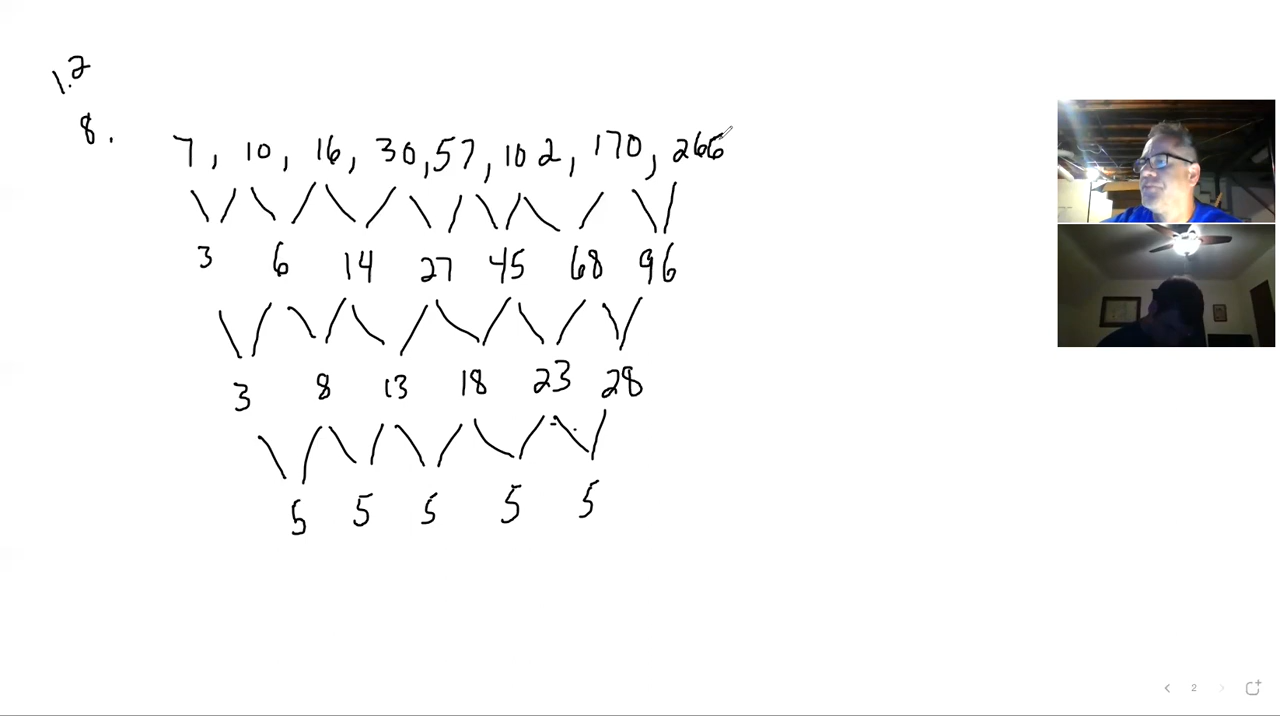 1.2
8. 7, 10, 16, 30, 57, 102, 170, 266
3 6 14 27 45 68 96
3 8 13 18 23 28
5 5 5 5 5
2